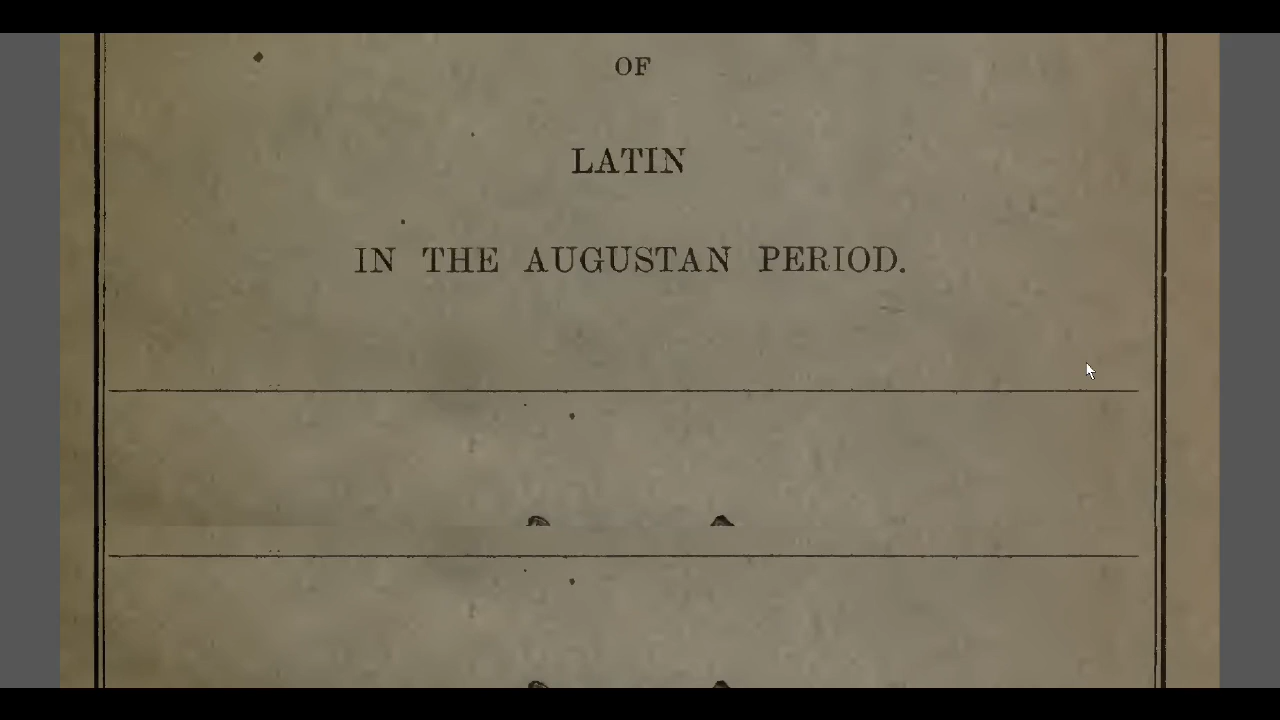 OF
LATIN
IN THE AUGUSTAN PERIOD.